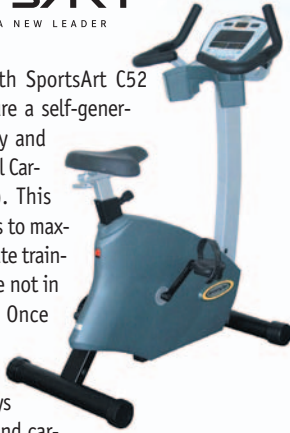 A NEW LEADER
th SportsArt C52
re a self-gener-
y and
l Car-
. This
s to max-
te train-
e not in
Once
ys
nd car-